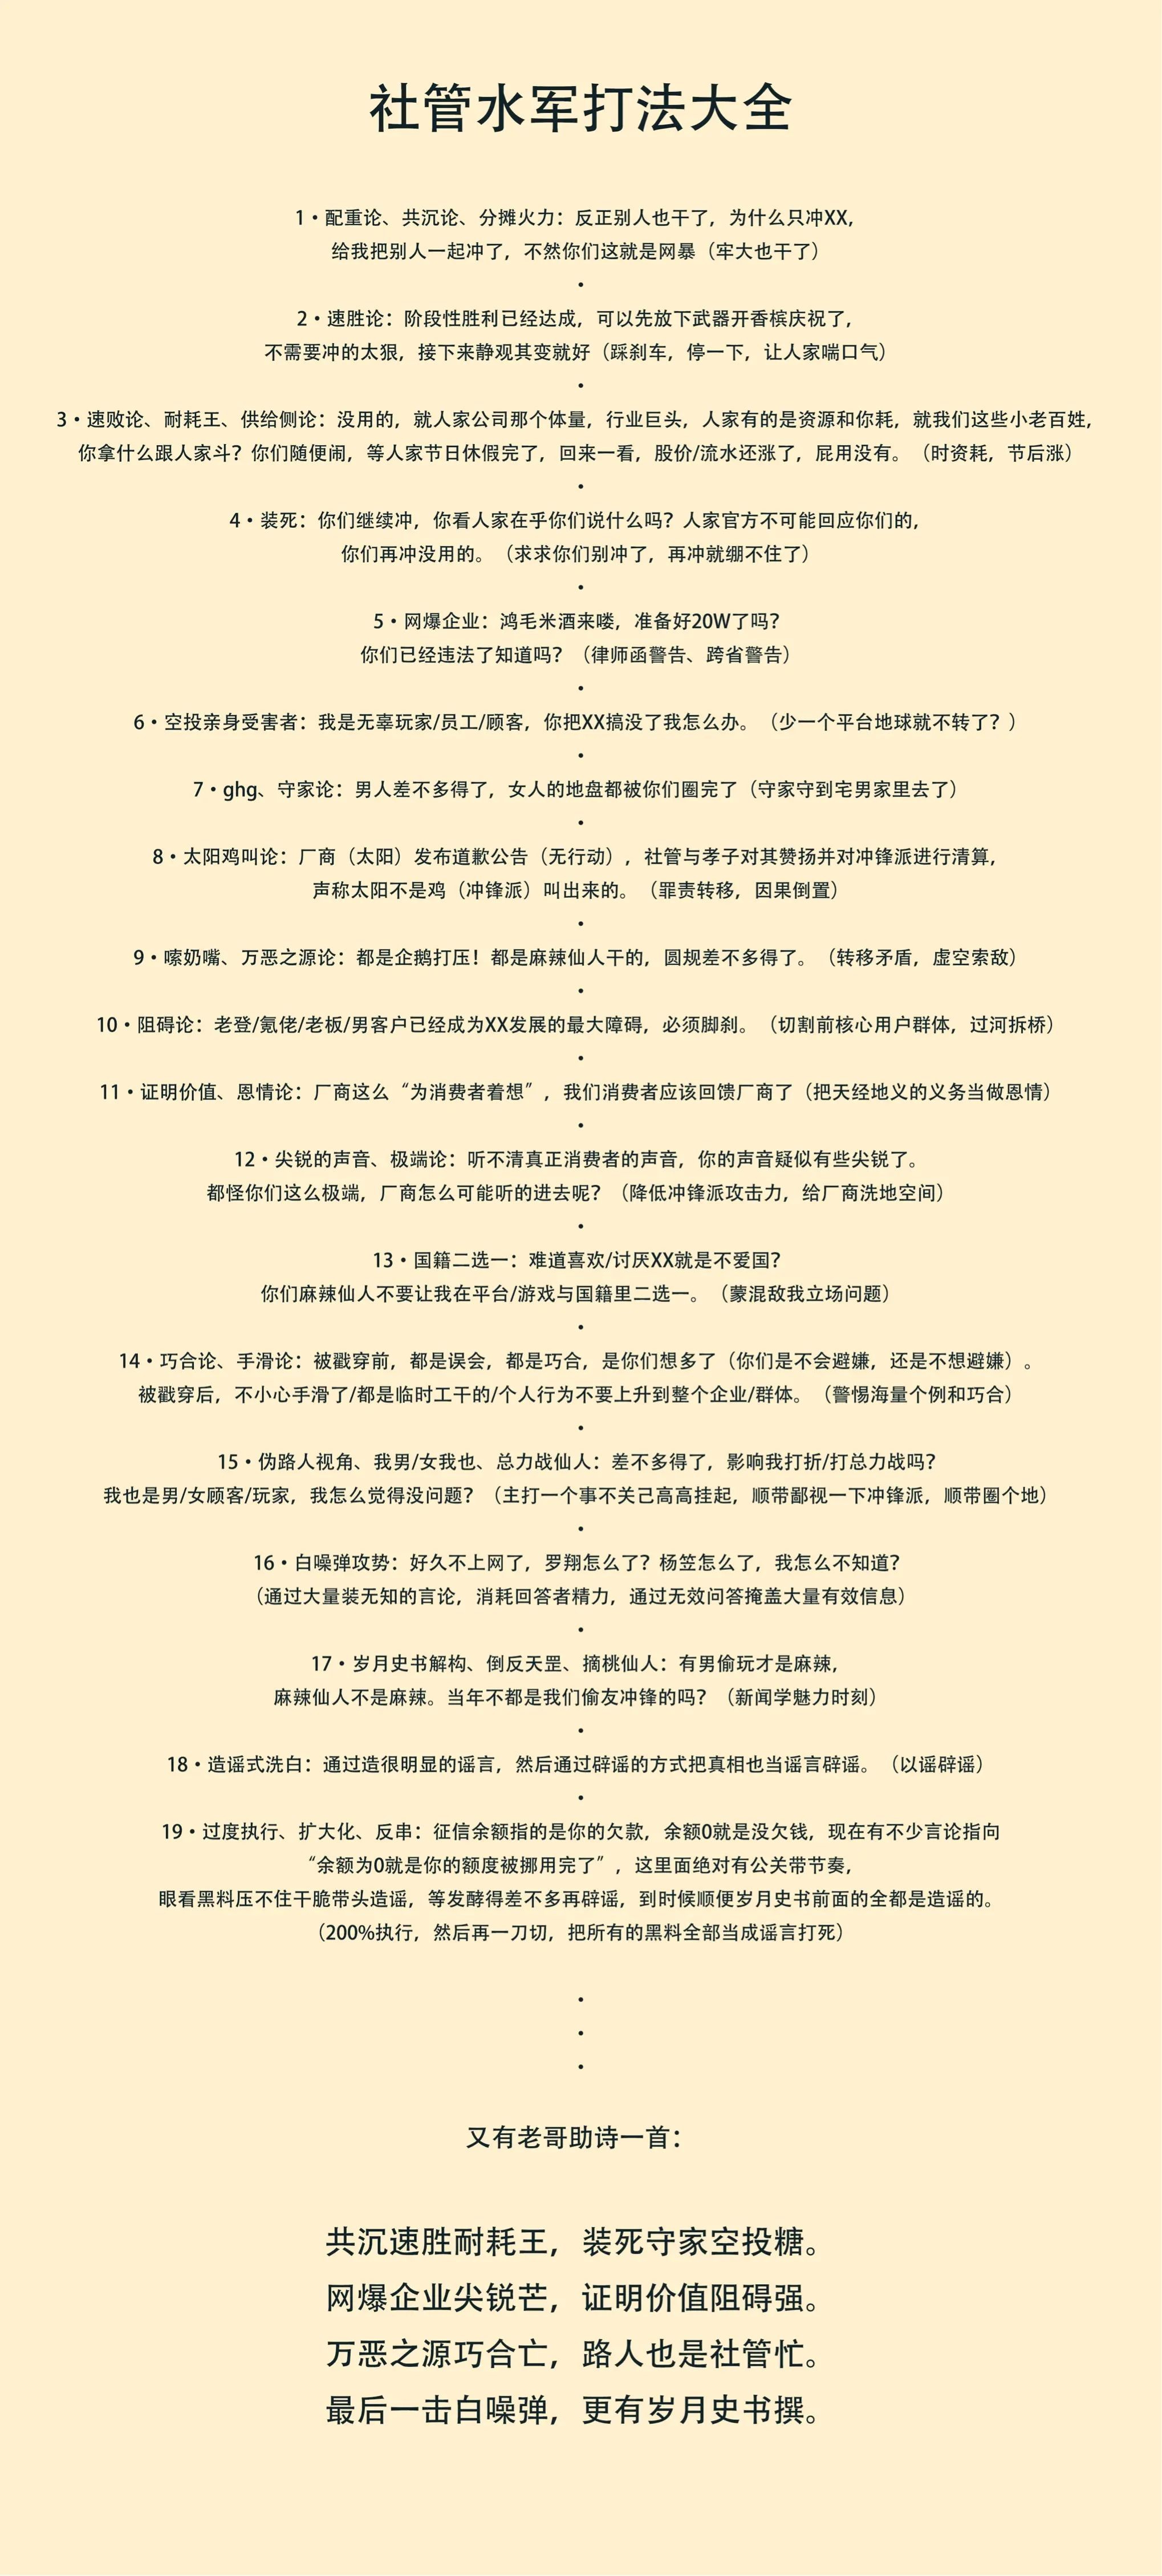 社管水军打法大全
1•配重论、共沉论、分摊火力：反正别人也干了，为什么只冲XX，
给我把别人一起冲了，不然你们这就是网暴（牢大也干了）
•
2•速胜论：阶段性胜利已经达成，可以先放下武器开香槟庆祝了，
不需要冲的太狠，接下来静观其变就好（踩刹车，停一下，让人家喘口气）
•
3•速败论、耐耗王、供给侧论：没用的，就人家公司那个体量，行业巨头，人家有的是资源和你耗，就我们这些小老百姓，
你拿什么跟人家斗？你们随便闹，等人家节日休假完了，回来一看，股价/流水还涨了，屁用没有。（时资耗，节后涨）
•
4•装死：你们继续冲，你看人家在乎你们说什么吗？人家官方不可能回应你们的，
你们再冲没用的。（求求你们别冲了，再冲就绷不住了）
•
5•网爆企业：鸿毛米酒来喽，准备好20W了吗？
你们已经违法了知道吗？（律师函警告、跨省警告）
•
6•空投亲身受害者：我是无辜玩家/员工/顾客，你把XX搞没了我怎么办。（少一个平台地球就不转了？）
•
7•ghg、守家论：男人差不多得了，女人的地盘都被你们圈完了（守家守到宅男家里去了）
•
8•太阳鸡叫论：厂商（太阳）发布道歉公告（无行动），社管与孝子对其赞扬并对冲锋派进行清算，
声称太阳不是鸡（冲锋派）叫出来的。（罪责转移，因果倒置）
•
9•嗦奶嘴、万恶之源论：都是企鹅打压！都是麻辣仙人干的，圆规差不多得了。（转移矛盾，虚空索敌）
•
10•阻碍论：老登/氪佬/老板/男客户已经成为XX发展的最大障碍，必须脚刹。（切割前核心用户群体，过河拆桥）
•
11•证明价值、恩情论：厂商这么“为消费者着想”，我们消费者应该回馈厂商了（把天经地义的义务当做恩情）
•
12•尖锐的声音、极端论：听不清真正消费者的声音，你的声音疑似有些尖锐了。
都怪你们这么极端，厂商怎么可能听的进去呢？（降低冲锋派攻击力，给厂商洗地空间）
•
13•国籍二选一：难道喜欢/讨厌XX就是不爱国？
你们麻辣仙人不要让我在平台/游戏与国籍里二选一。（蒙混敌我立场问题）
•
14•巧合论、手滑论：被戳穿前，都是误会，都是巧合，是你们想多了（你们是不会避嫌，还是不想避嫌）。
被戳穿后，不小心手滑了/都是临时工干的/个人行为不要上升到整个企业/群体。（警惕海量个例和巧合）
•
15•伪路人视角、我男/女我也、总力战仙人：差不多得了，影响我打折/打总力战吗？
我也是男/女顾客/玩家，我怎么觉得没问题？（主打一个事不关己高高挂起，顺带鄙视一下冲锋派，顺带圈个地）
•
16•白噪弹攻势：好久不上网了，罗翔怎么了？杨笠怎么了，我怎么不知道？
（通过大量装无知的言论，消耗回答者精力，通过无效问答掩盖大量有效信息）
•
17•岁月史书解构、倒反天罡、摘桃仙人：有男偷玩才是麻辣，
麻辣仙人不是麻辣。当年不都是我们偷友冲锋的吗？（新闻学魅力时刻）
•
18•造谣式洗白：通过造很明显的谣言，然后通过辟谣的方式把真相也当谣言辟谣。（以谣辟谣）
•
19•过度执行、扩大化、反串：征信余额指的是你的欠款，余额0就是没欠钱，现在有不少言论指向
“余额为0就是你的额度被挪用完了”，这里面绝对有公关带节奏，
眼看黑料压不住干脆带头造谣，等发酵得差不多再辟谣，到时候顺便岁月史书前面的全都是造谣的。
（200%执行，然后再一刀切，把所有的黑料全部当成谣言打死）
•
•
•
又有老哥助诗一首：
共沉速胜耐耗王，装死守家空投糖。
网爆企业尖锐芒，证明价值阻碍强。
万恶之源巧合亡，路人也是社管忙。
最后一击白噪弹，更有岁月史书撰。